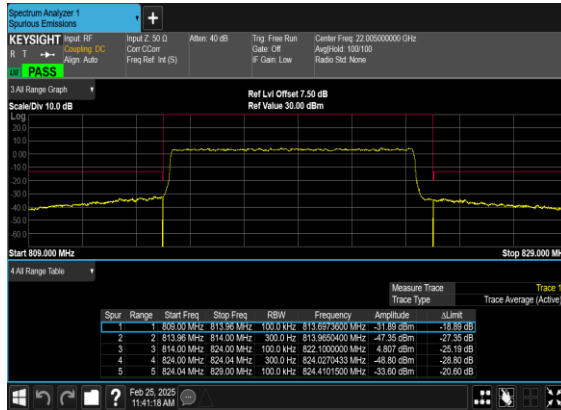 Spectrum Analyzer 1
Spurious Emissions
+
KEYSIGHT Input: RF Input Z: 50 Ω Atten: 40 dB Trig: Free Run Center Freq: 22.005000000 GHz
R T Coupling: DC Corr CCorr Gate: Off Avg|Hold: 100/100
Align: Auto Freq Ref: Int (S) IF Gain: Low Radio Std: None
PASS
3 All Range Graph Ref Lvl Offset 7.50 dB
Scale/Div 10.0 dB Ref Value 30.00 dBm
Log
20.0
10.0
0.00
-10.0
-20.0
-30.0
-40.0
-50.0
-60.0
Start 809.000 MHz Stop 829.000 MHz
4 All Range Table
Measure Trace Trace 1
Trace Type Trace Average (Active)
Spur Range Start Freq Stop Freq RBW Frequency Amplitude ΔLimit
1 1 809.00 MHz 813.96 MHz 100.0 kHz 813.6973600 MHz -31.89 dBm -18.89 dB
2 2 813.96 MHz 814.00 MHz 300.0 Hz 813.9650400 MHz -47.35 dBm -27.35 dB
3 3 814.00 MHz 824.00 MHz 100.0 kHz 822.1000000 MHz 4.807 dBm -25.19 dB
4 4 824.00 MHz 824.04 MHz 300.0 Hz 824.0270433 MHz -48.80 dBm -28.80 dB
5 5 824.04 MHz 829.00 MHz 100.0 kHz 824.4101500 MHz -33.60 dBm -20.60 dB
? Feb 25, 2025
11:41:18 AM